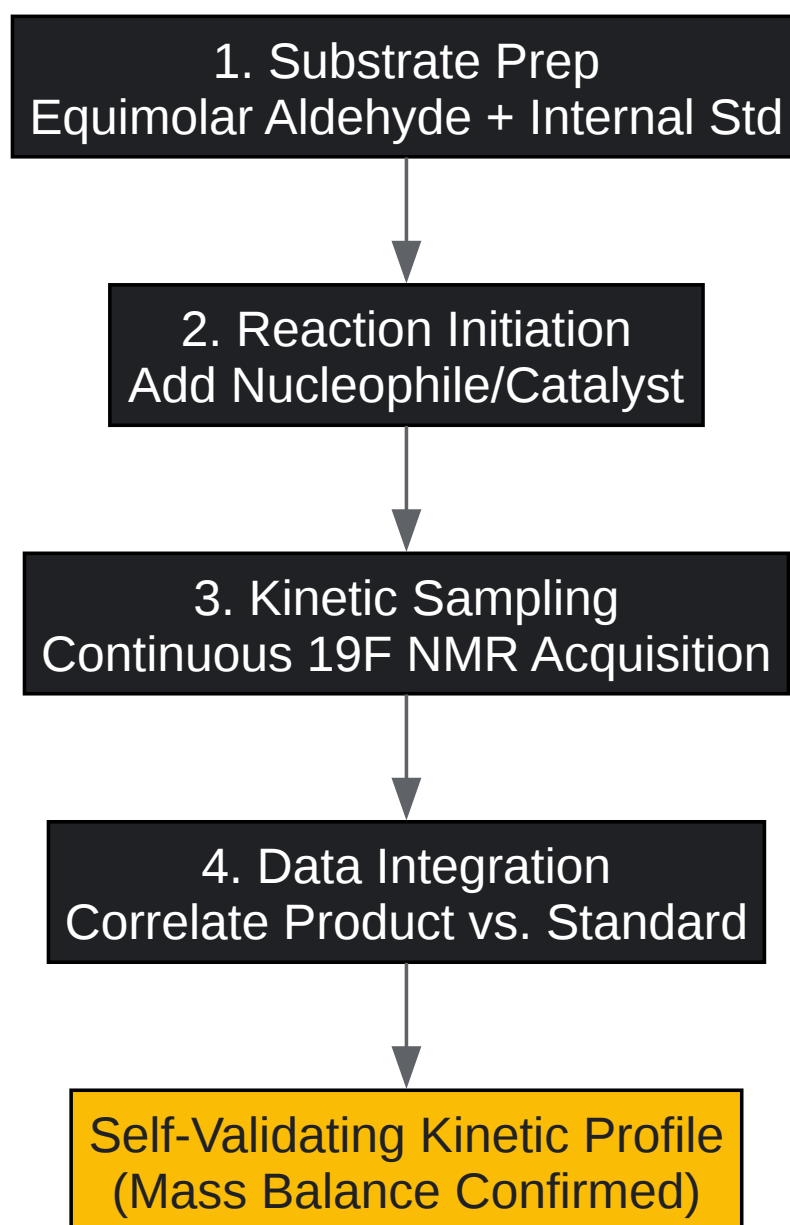 1. Substrate Prep
Equimolar Aldehyde + Internal Std
2. Reaction Initiation
Add Nucleophile/Catalyst
3. Kinetic Sampling
Continuous 19F NMR Acquisition
4. Data Integration
Correlate Product vs. Standard
Self-Validating Kinetic Profile
(Mass Balance Confirmed)